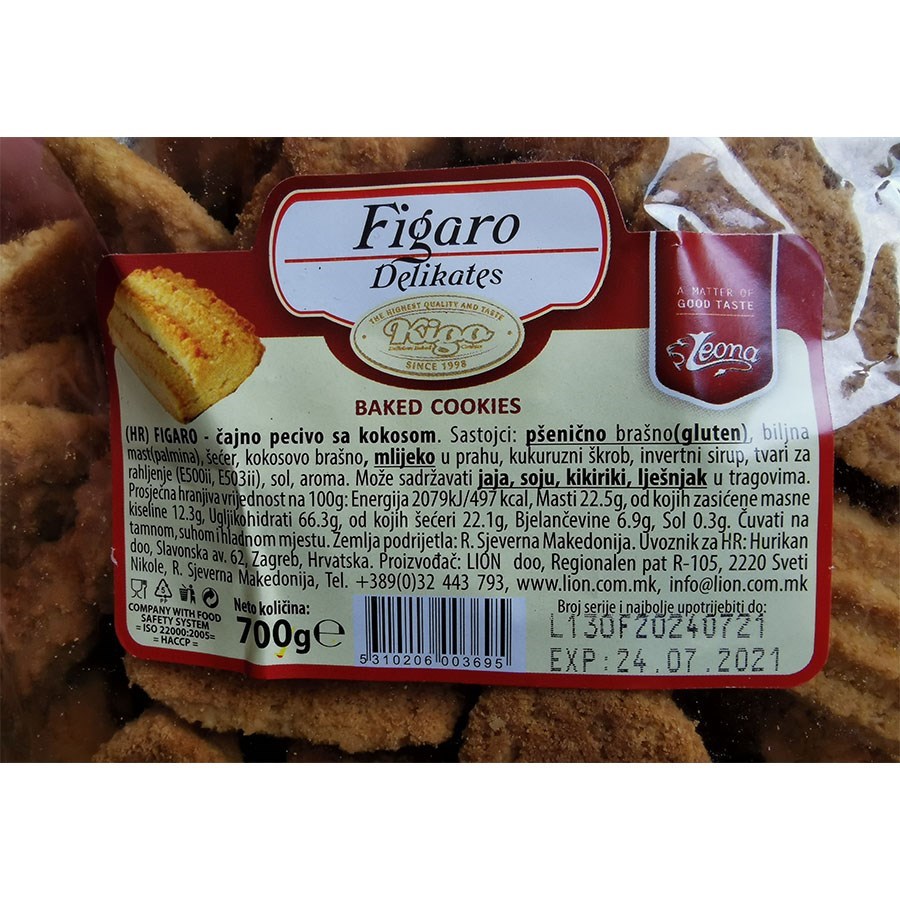 Figaro
Delikates
THE HIGHEST QUALITY AND TASTE
Kiga
SINCE 1998
A MATTER OF
GOOD TASTE
Leona
BAKED COOKIES
(HR) FIGARO - čajno pecivo sa kokosom. Sastojci: pšenično brašno(gluten), biljna
mast(palmina), šećer, kokosovo brašno, mlijeko u prahu, kukuruzni škrob, invertni sirup, tvari za
rahljenje (E500ii, E503ii), sol, aroma. Može sadržavati jaja, soju, kikiriki, lješnjak u tragovima.
Prosječna hranjiva vrijednost na 100g: Energija 2079kJ/497 kcal, Masti 22.5g, od kojih zasićene masne
kiseline 12.3g, Ugljikohidrati 66.3g, od kojih šećeri 22.1g, Bjelančevine 6.9g, Sol 0.3g. Čuvati na
tamnom, suhom i hladnom mjestu. Zemlja podrijetla: R. Sjeverna Makedonija. Uvoznik za HR: Hurikan
doo, Slavonska av. 62, Zagreb, Hrvatska. Proizvođač: LION doo, Regionalen pat R-105, 2220 Sveti
Nikole, R. Sjeverna Makedonija, Tel. +389(0)32 443 793, www.lion.com.mk, info@lion.com.mk
5
PP
COMPANY WITH FOOD
SAFETY SYSTEM
= ISO 22000:2005=
= HACCP =
Neto količina:
700g℮
5310206 003695
Broj serije i najbolje upotrijebiti do:
L130F20240721
EXP:24.07.2021